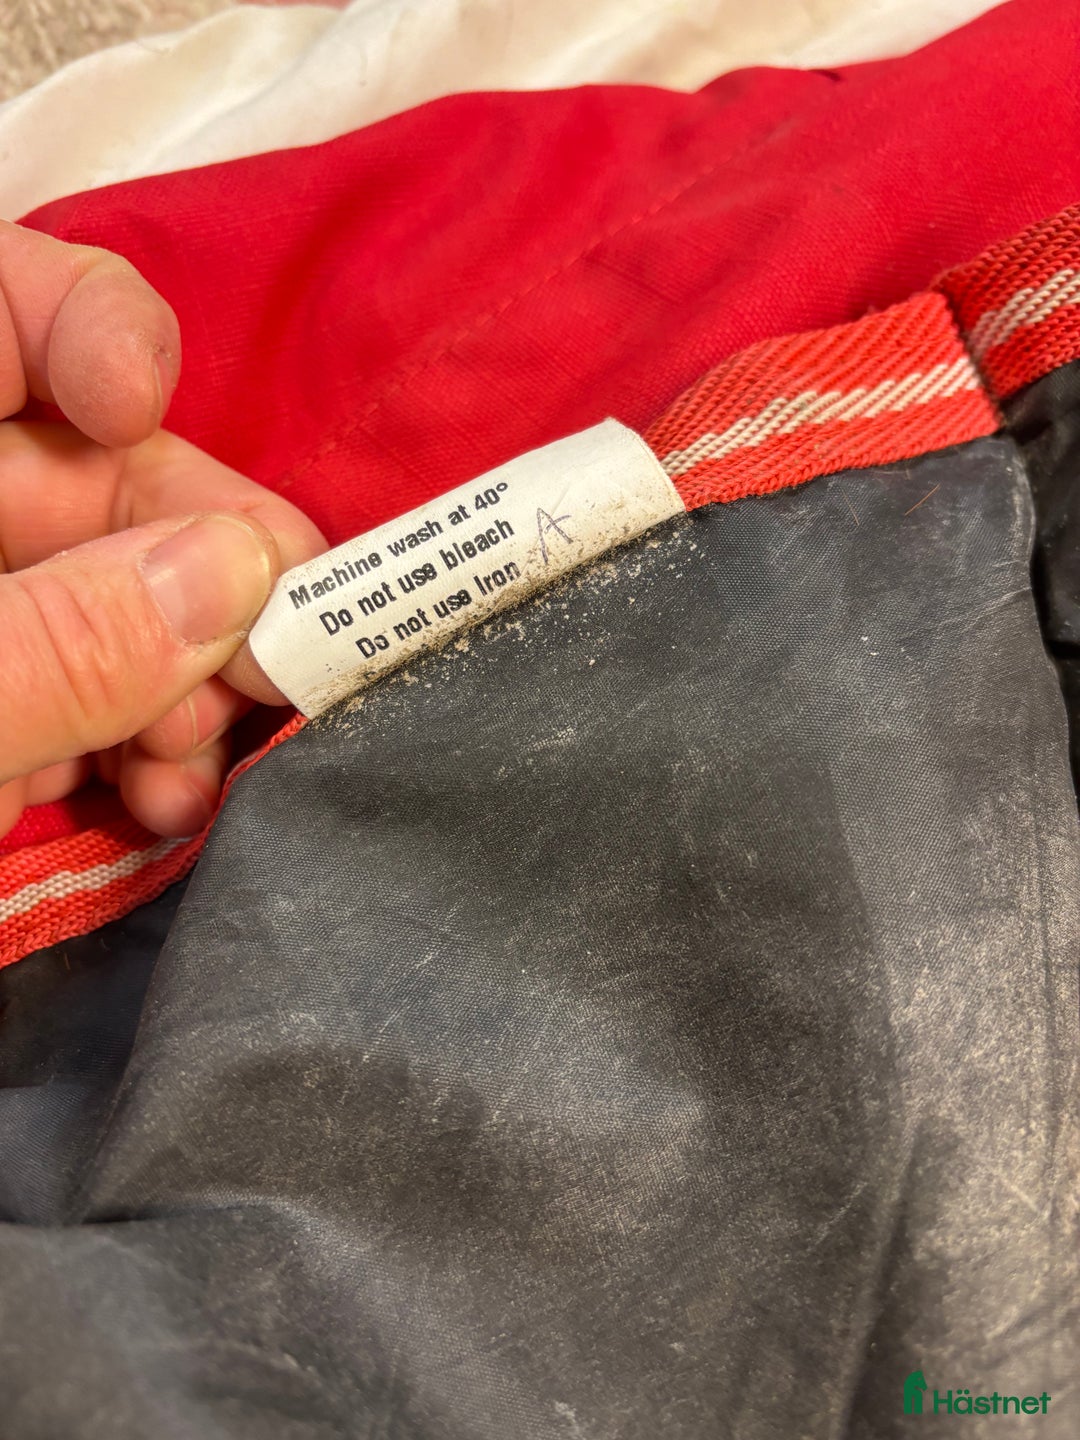 Machine wash at 40°
Do not use bleach
Do not use Iron
A
Hästnet